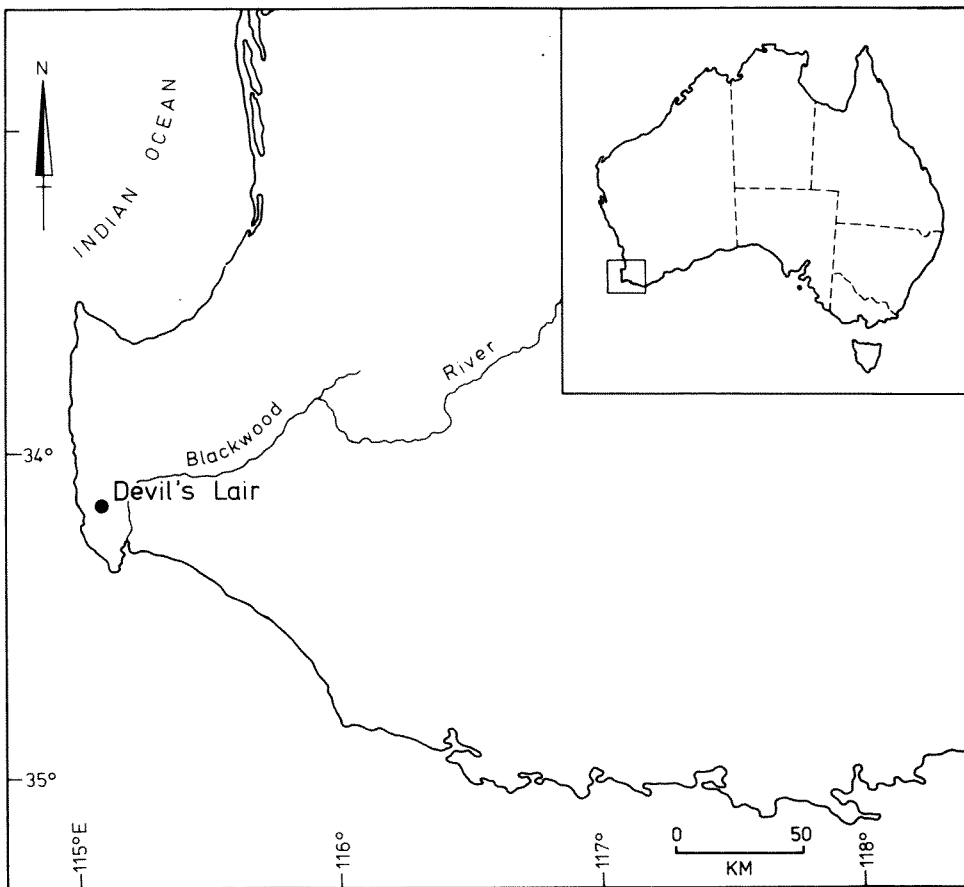 N
INDIAN OCEAN
Blackwood River
34°
Devil's Lair
35°
115°E
116°
117°
118°
0 50
KM